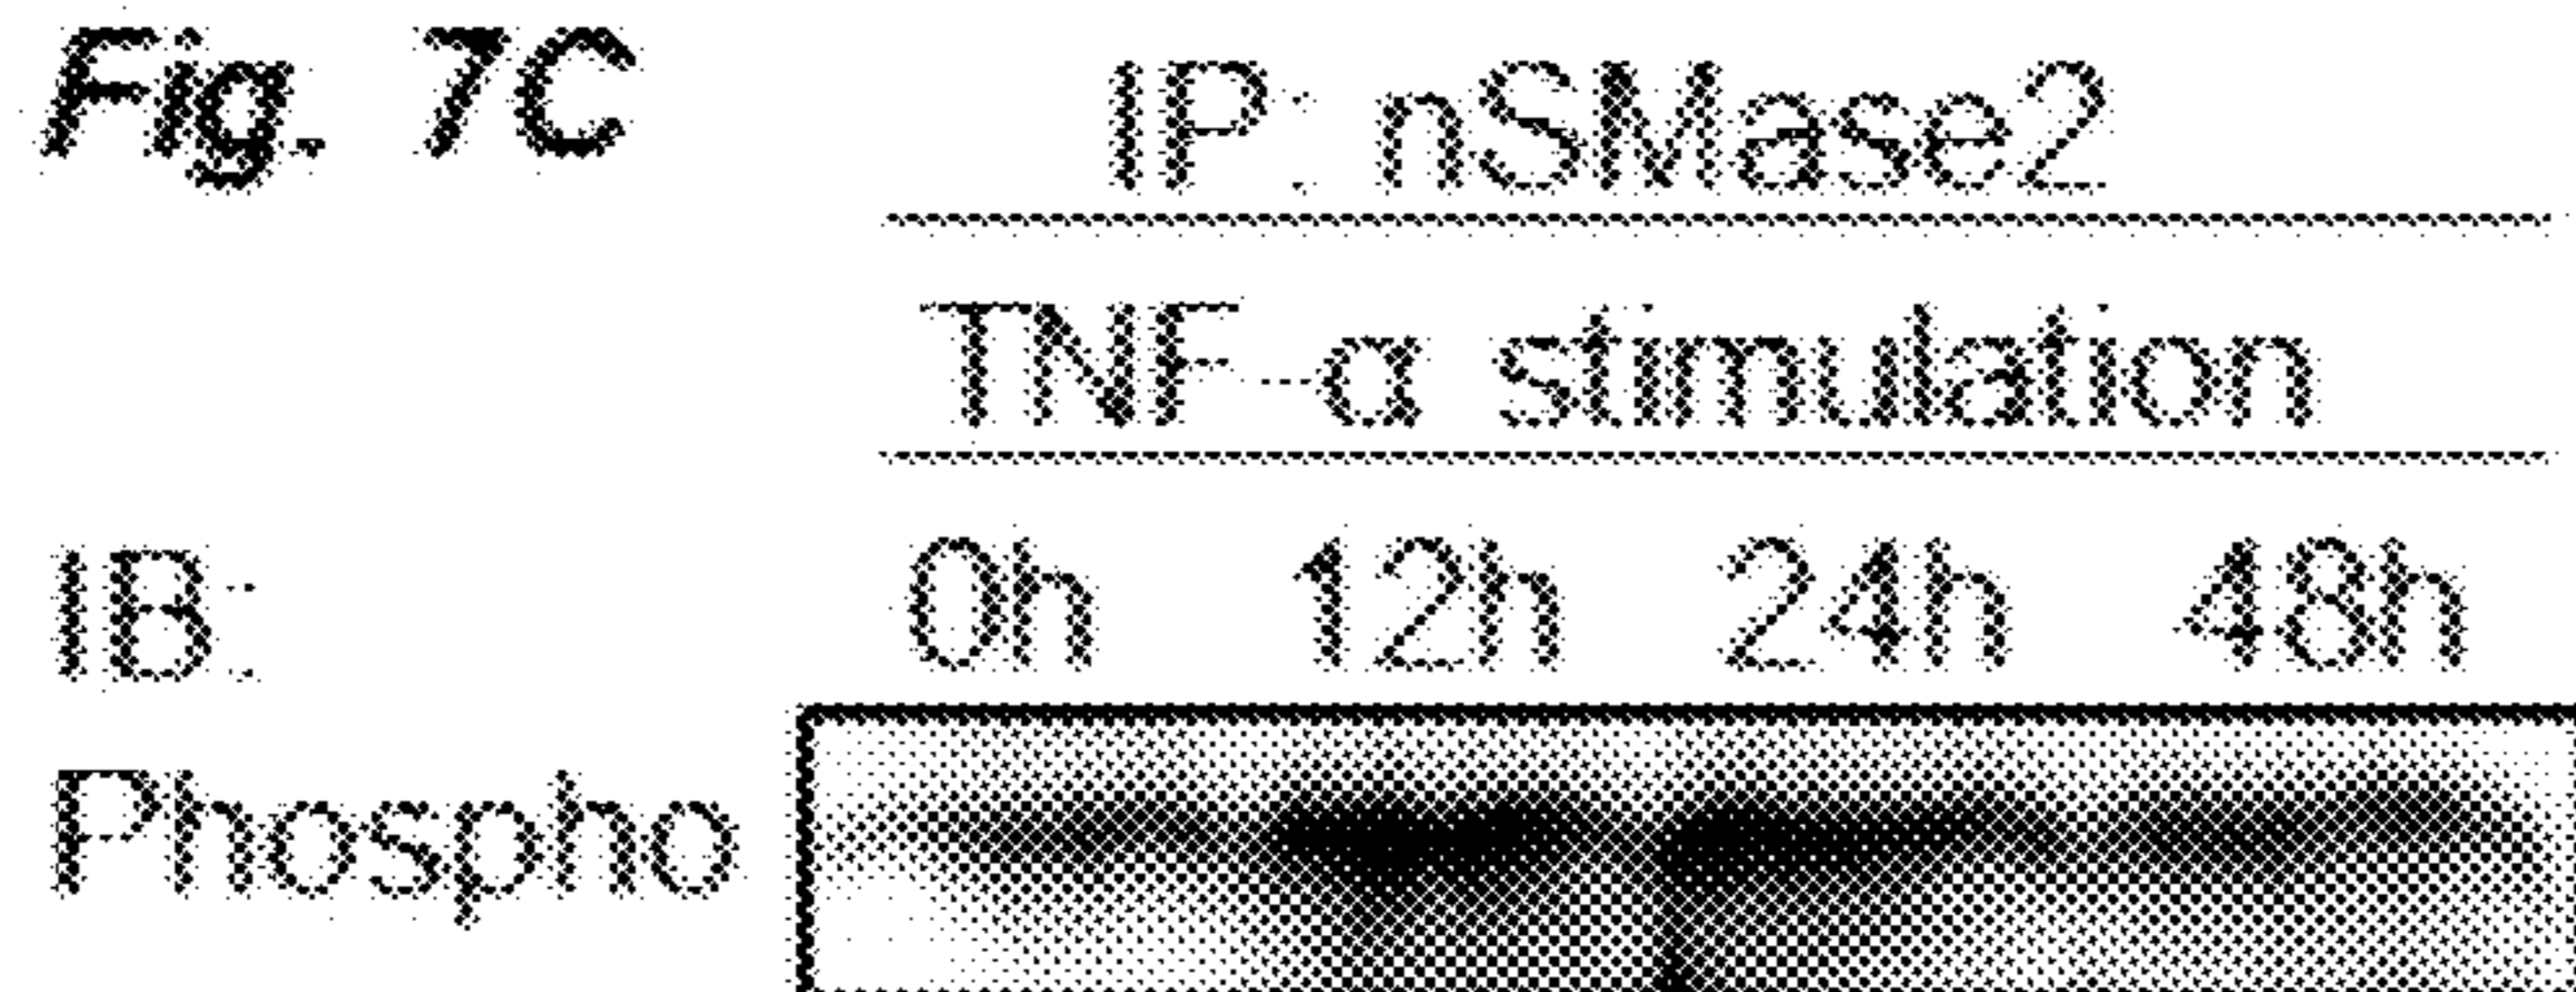 Fig. 7C
IP: nSMase2
TNF-α stimulation
IB: 0h 12h 24h 48h
Phospho